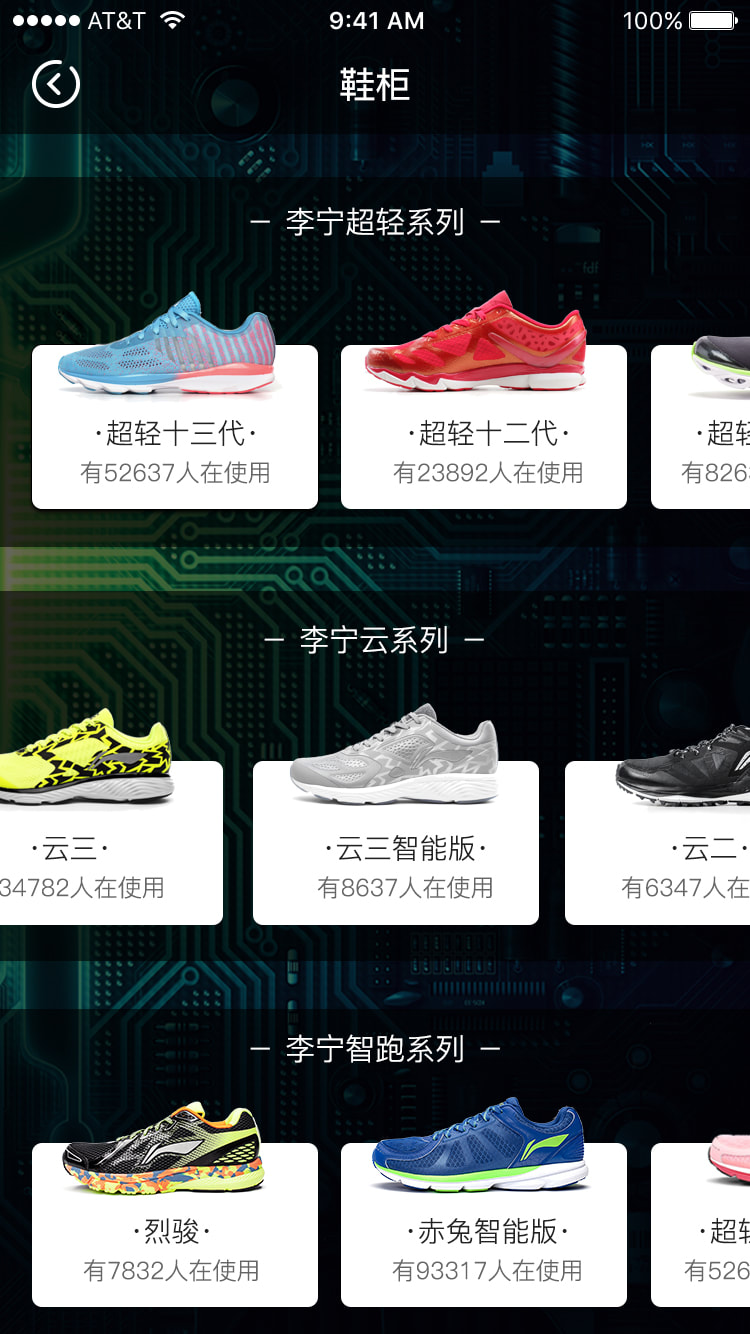 AT&T 9:41 AM 100%
鞋柜
李宁超轻系列
·超轻十三代· ·超轻十二代· ·超轻
有52637人在使用 有23892人在使用 有826
李宁云系列
·云三· ·云三智能版· ·云二·
34782人在使用 有8637人在使用 有6347人在
李宁智跑系列
·烈骏· ·赤兔智能版· ·超轻
有7832人在使用 有93317人在使用 有526